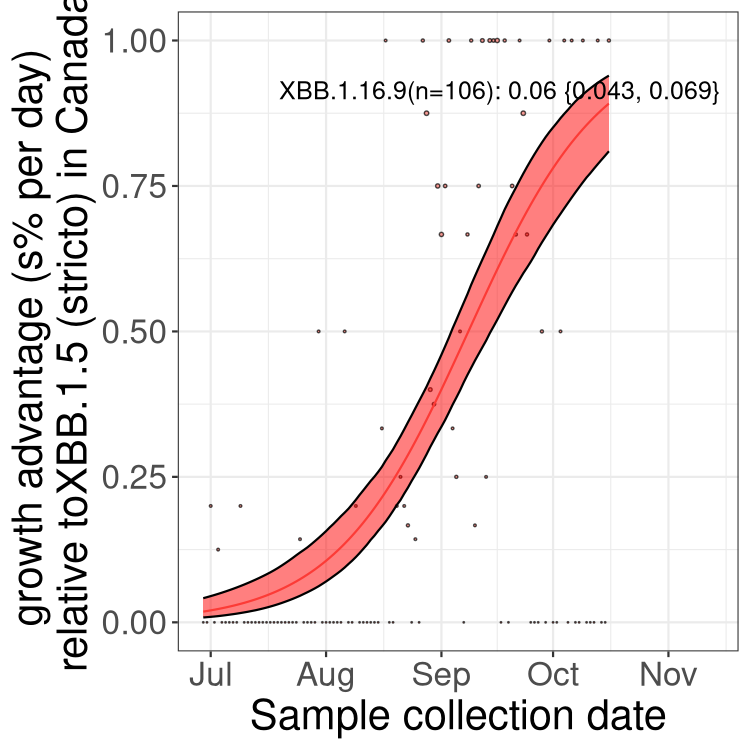 growth advantage (s% per day)
relative toXBB.1.5 (stricto) in Canada
1.00
0.75
0.50
0.25
0.00
XBB.1.16.9(n=106): 0.06 {0.043, 0.069}
Jul Aug Sep Oct Nov
Sample collection date